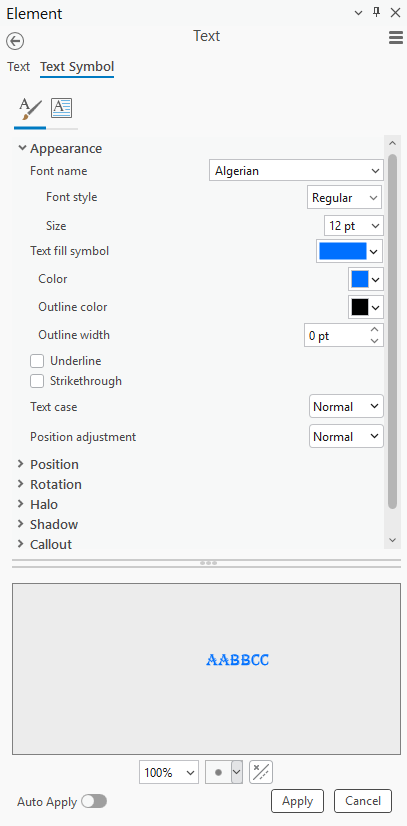 Element
Text
Text Text Symbol
Appearance
Font name Algerian
Font style Regular
Size 12 pt
Text fill symbol
Color
Outline color
Outline width 0 pt
Underline
Strikethrough
Text case Normal
Position adjustment Normal
Position
Rotation
Halo
Shadow
Callout
AABBCC
100%
Auto Apply Apply Cancel